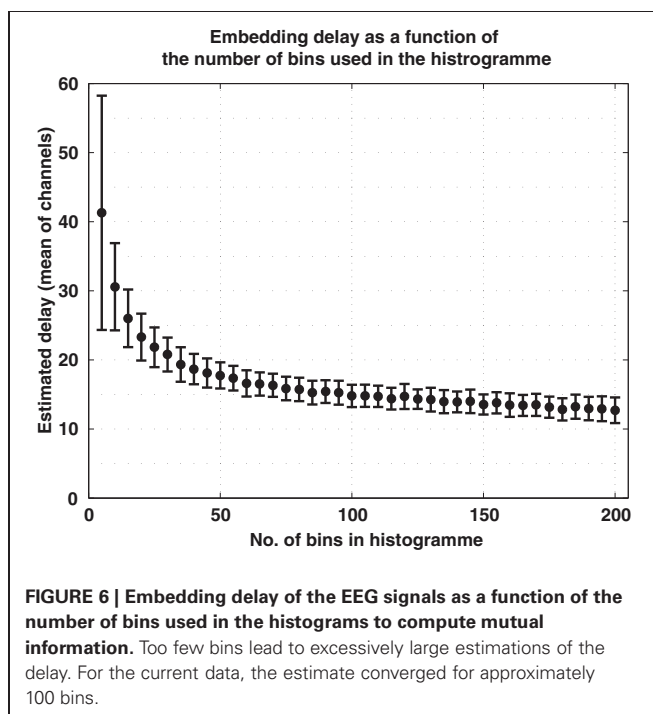 Embedding delay as a function of
the number of bins used in the histrogramme
60
50
40
30
20
10
0
Estimated delay (mean of channels)
0
50
100
150
200
No. of bins in histogramme
FIGURE 6 | Embedding delay of the EEG signals as a function of the
number of bins used in the histograms to compute mutual
information. Too few bins lead to excessively large estimations of the
delay. For the current data, the estimate converged for approximately
100 bins.